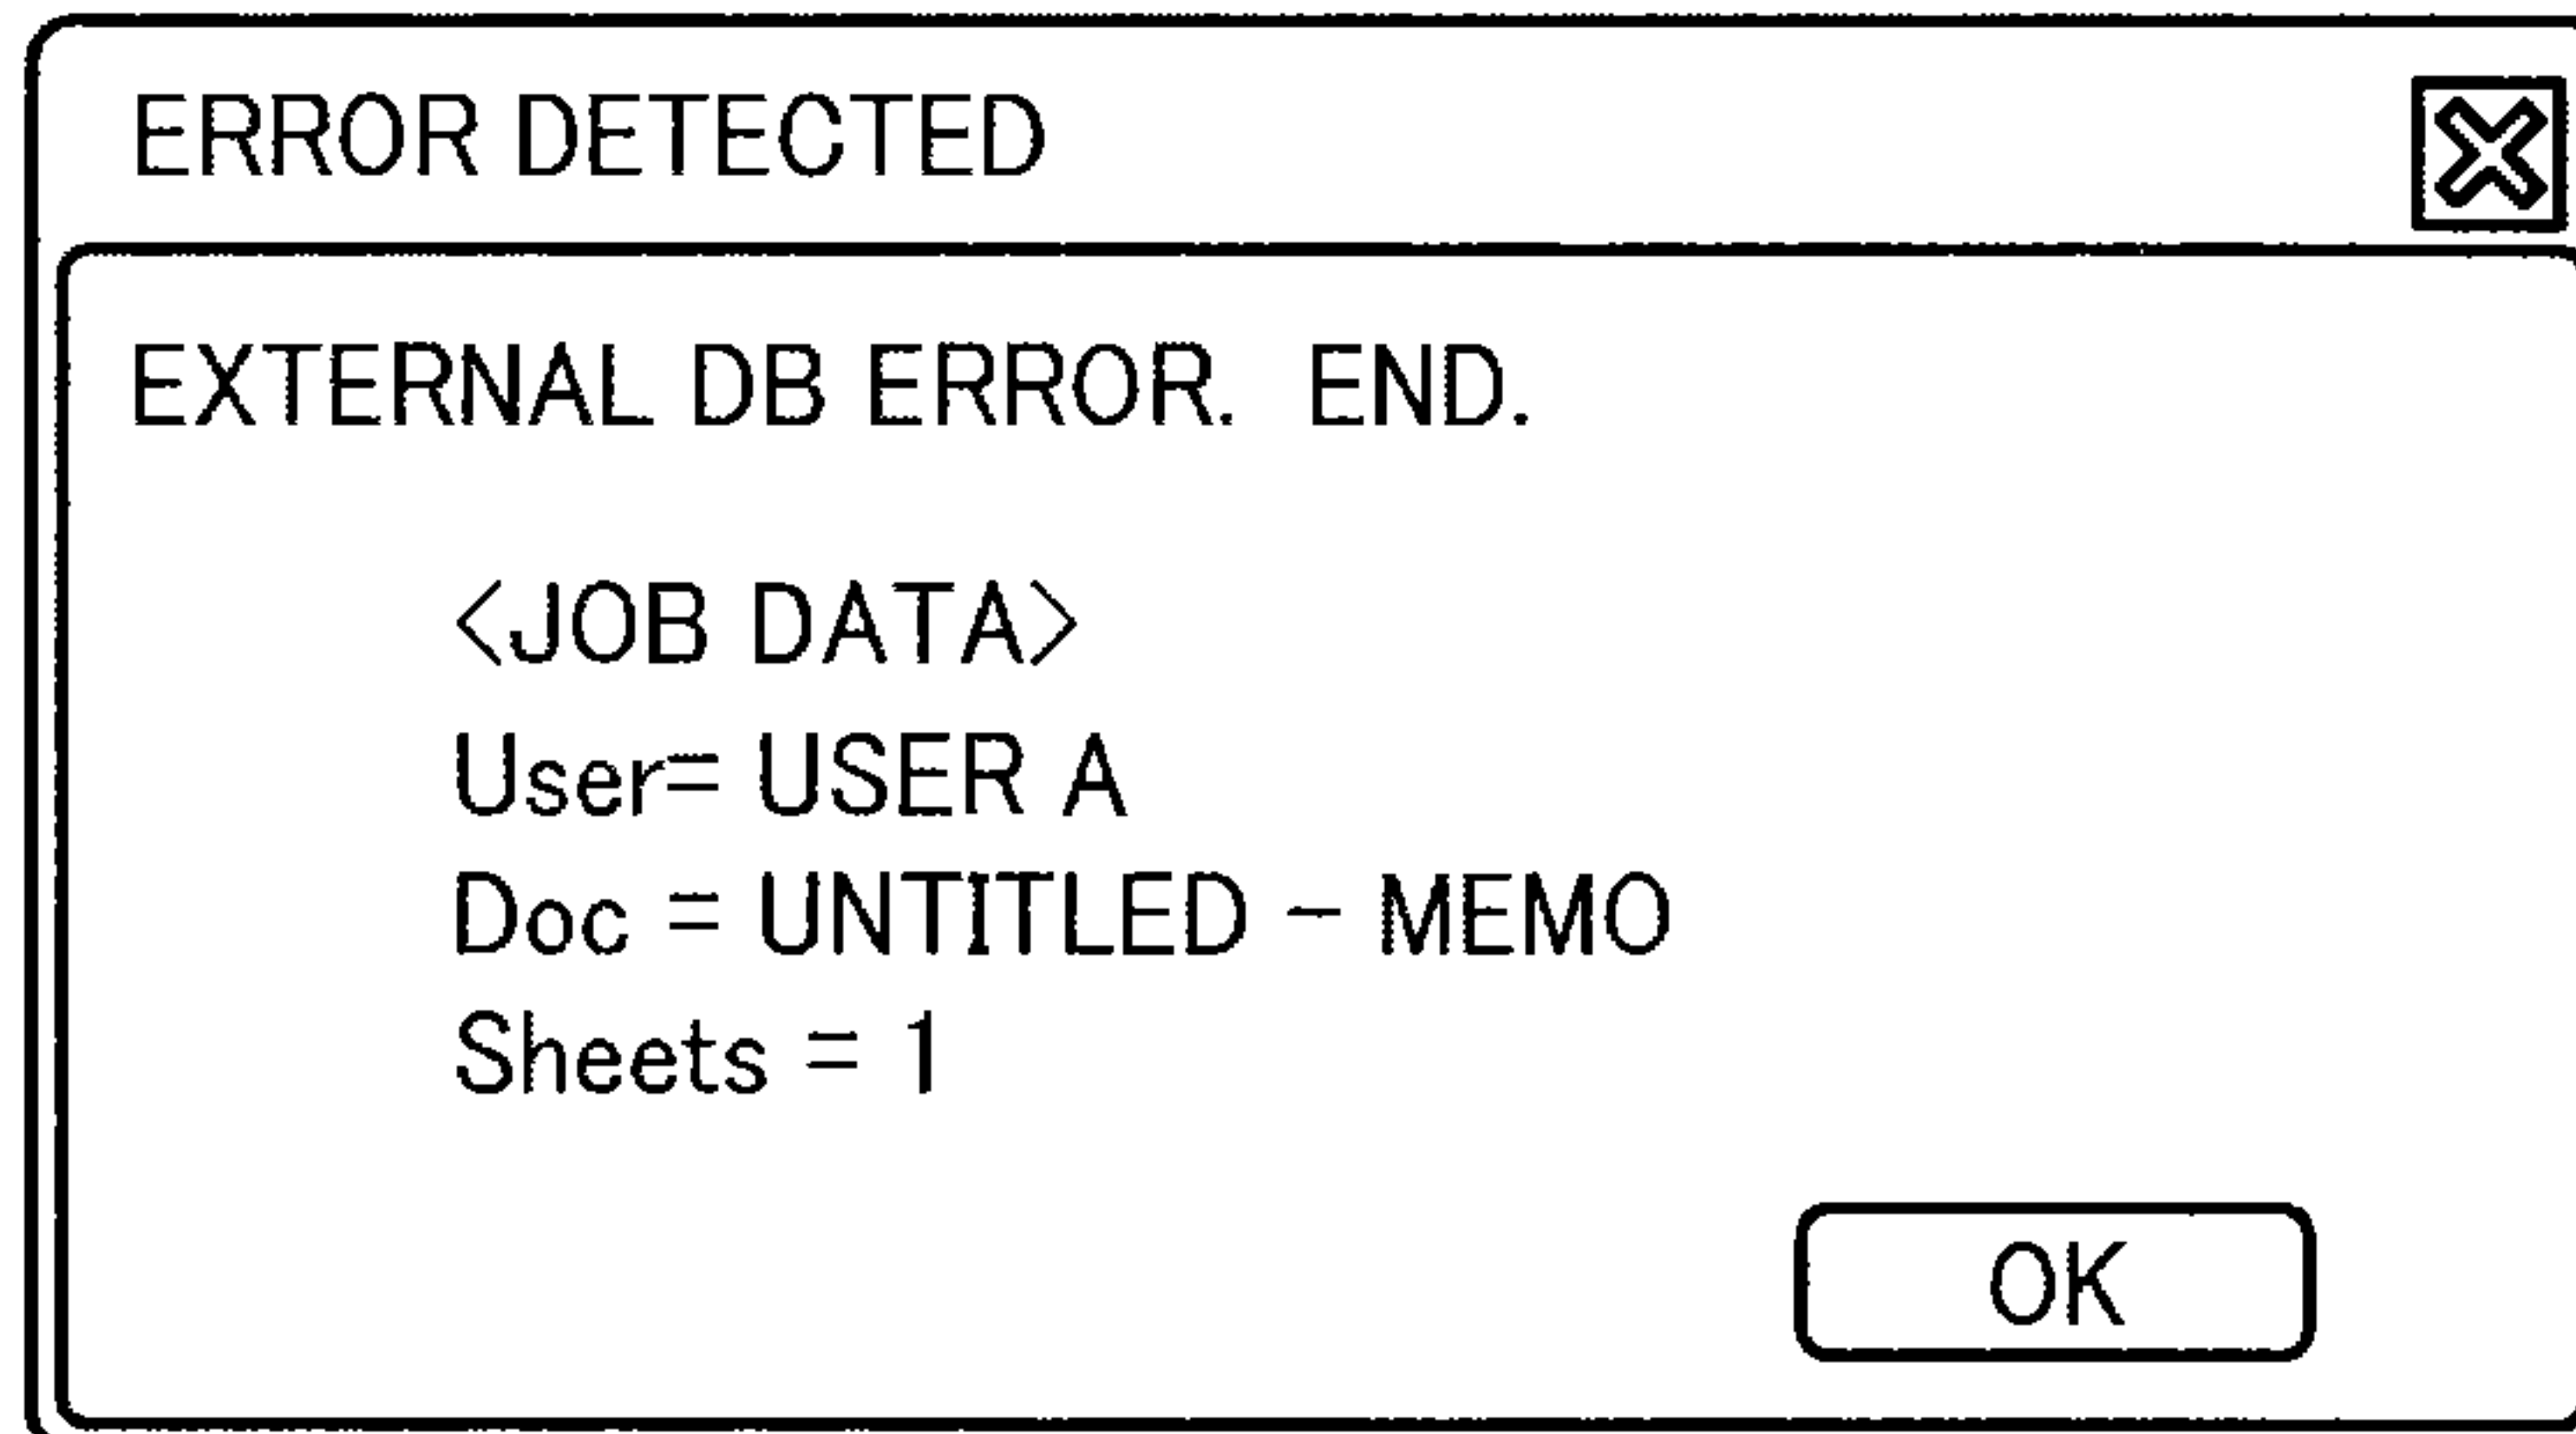 ERROR DETECTED
EXTERNAL DB ERROR. END.
<JOB DATA>
User= USER A
Doc = UNTITLED - MEMO
Sheets = 1
OK